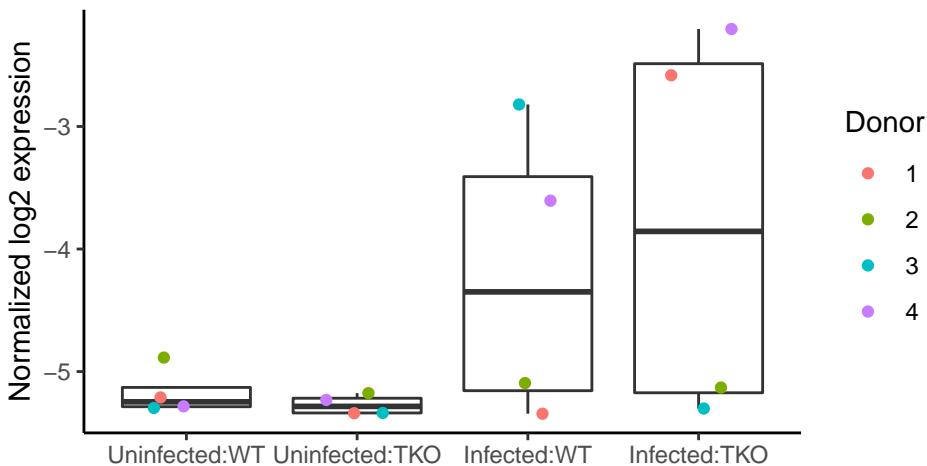 Normalized log2 expression
−3
−4
−5
Uninfected:WT
Uninfected:TKO
Infected:WT
Infected:TKO
Donor
1
2
3
4